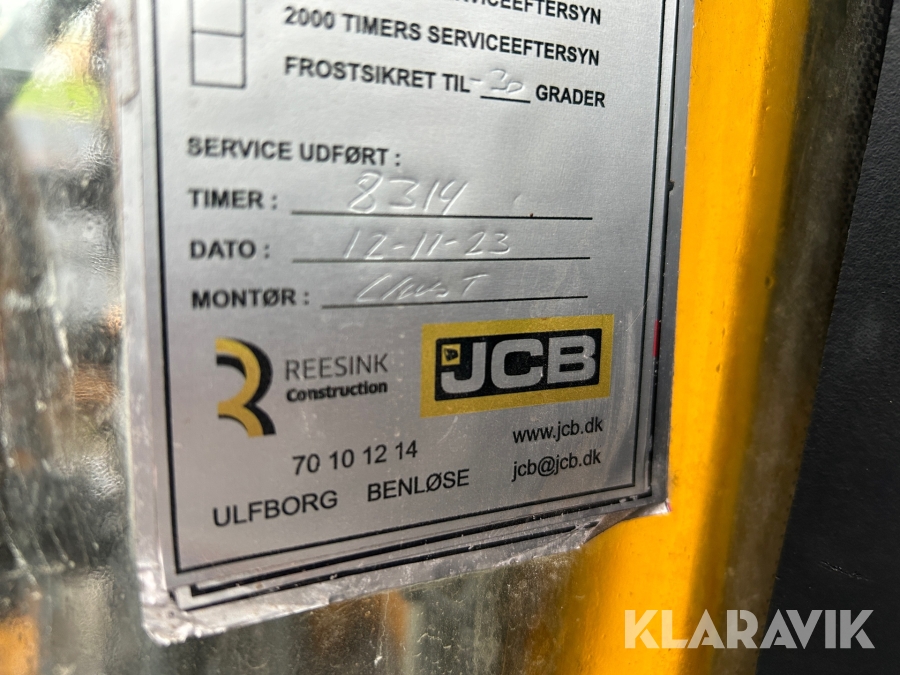 SERVICEEFTERSYN
2000 TIMERS SERVICEEFTERSYN
FROSTSIKRET TIL -30 GRADER
SERVICE UDFØRT :
TIMER : 8314
DATO : 12-11-23
MONTØR :
REESINK
Construction
JCB
www.jcb.dk
70 10 12 14
jcb@jcb.dk
ULFBORG BENLØSE
KLARAVIK